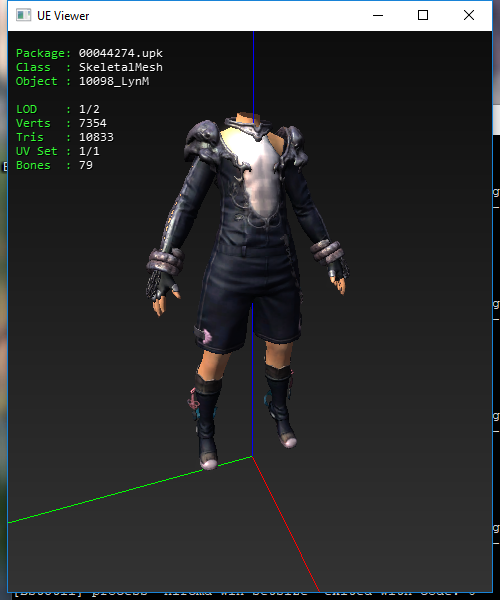 UE Viewer
Package: 00044274.upk
Class : SkeletalMesh
Object : 10098_LynM
LOD : 1/2
Verts : 7354
Tris : 10833
UV Set : 1/1
Bones : 79